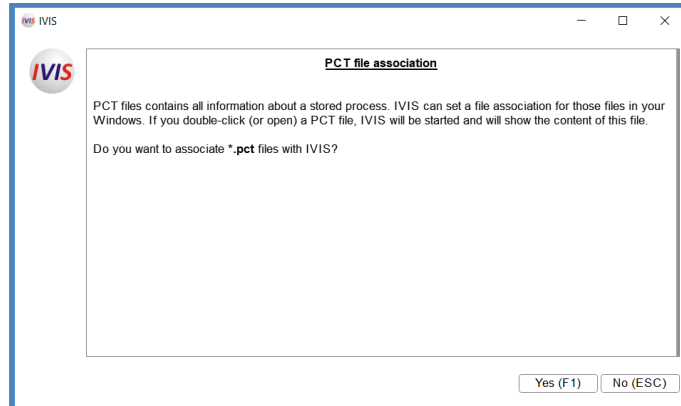 IVIS IVIS
IVIS
PCT file association
PCT files contains all information about a stored process. IVIS can set a file association for those files in your
Windows. If you double-click (or open) a PCT file, IVIS will be started and will show the content of this file.
Do you want to associate *.pct files with IVIS?
Yes (F1) No (ESC)